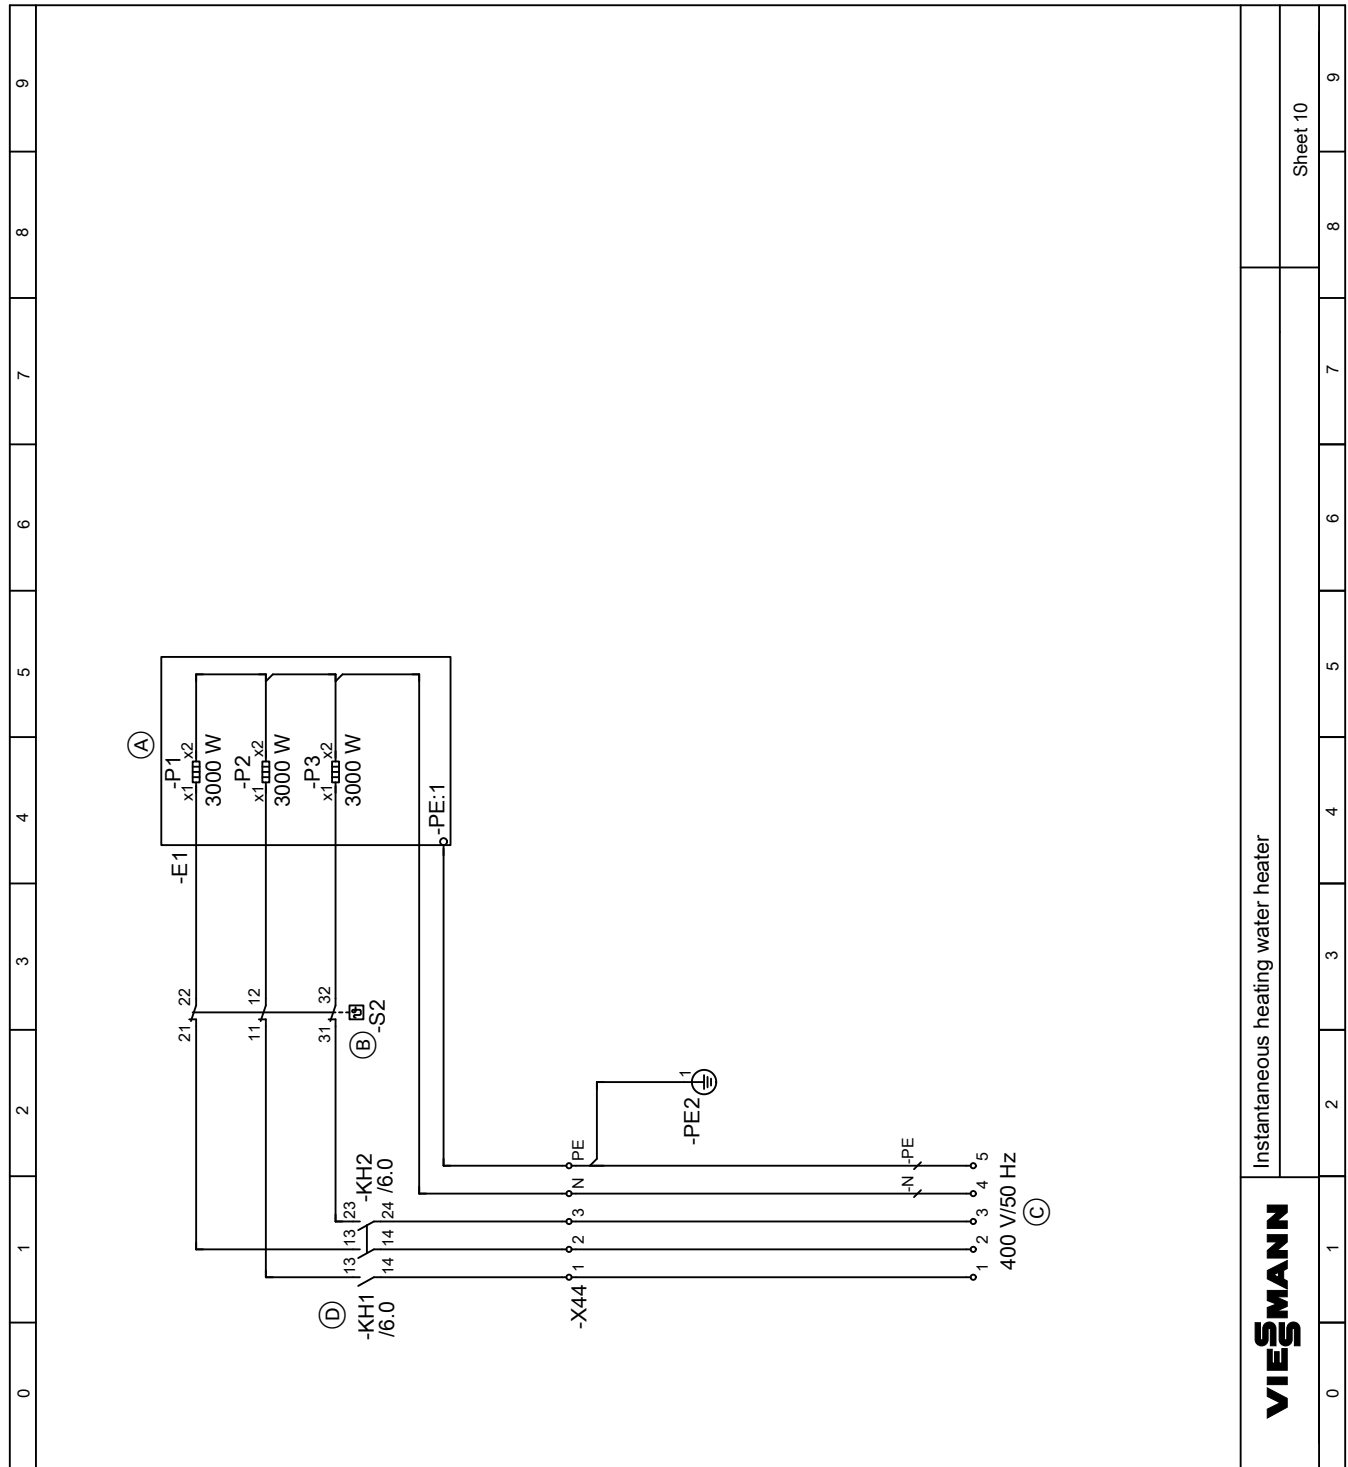 0 1 2 3 4 5 6 7 8 9
Ⓐ
-E1
-P1
x1 x2
3000 W
-P2
x1 x2
3000 W
-P3
x1 x2
3000 W
-PE:1
21 22
11 12
31 32
Ⓑ -S2
Ⓓ
-KH1
/6.0
13 14
13 14
23 24
-KH2
/6.0
-PE2 1
-X44 1 2 3 N PE
-N -PE
1 2 3 4 5
400 V/50 Hz
Ⓒ
VIESSMANN
Instantaneous heating water heater
Sheet 10
0 1 2 3 4 5 6 7 8 9